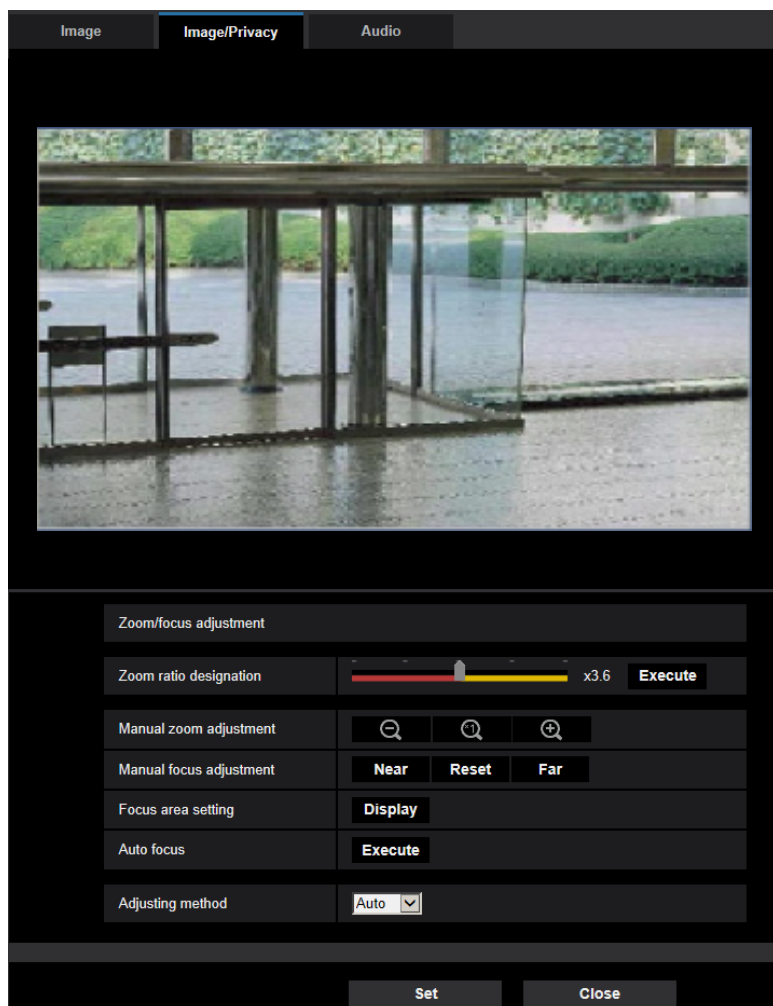 Image Image/Privacy Audio
Zoom/focus adjustment
Zoom ratio designation x3.6 Execute
Manual zoom adjustment ×1
Manual focus adjustment Near Reset Far
Focus area setting Display
Auto focus Execute
Adjusting method Auto
Set Close